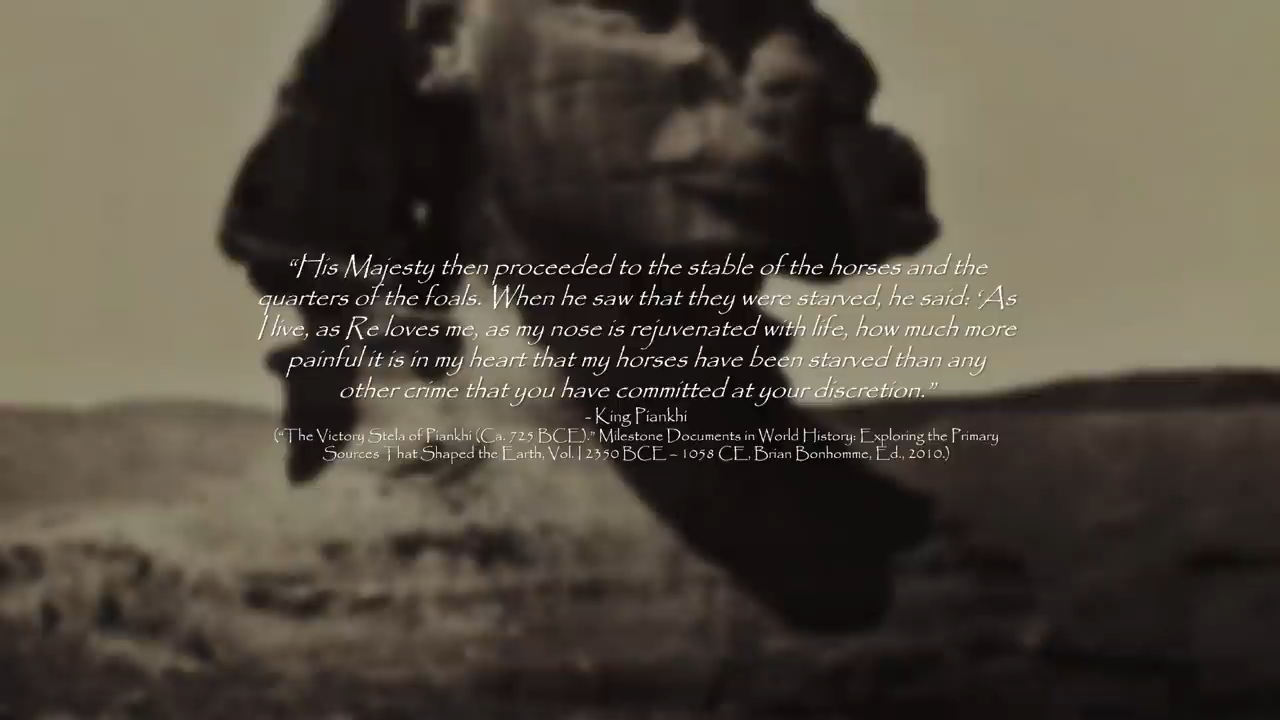 “His Majesty then proceeded to the stable of the horses and the
quarters of the foals. When he saw that they were starved, he said: ‘As
I live, as Re loves me, as my nose is rejuvenated with life, how much more
painful it is in my heart that my horses have been starved than any
other crime that you have committed at your discretion.”
- King Piankhi
(“The Victory Stela of Piankhi (Ca. 725 BCE).” Milestone Documents in World History: Exploring the Primary
Sources That Shaped the Earth, Vol. I 2350 BCE – 1058 CE, Brian Bonhomme, Ed., 2010.)